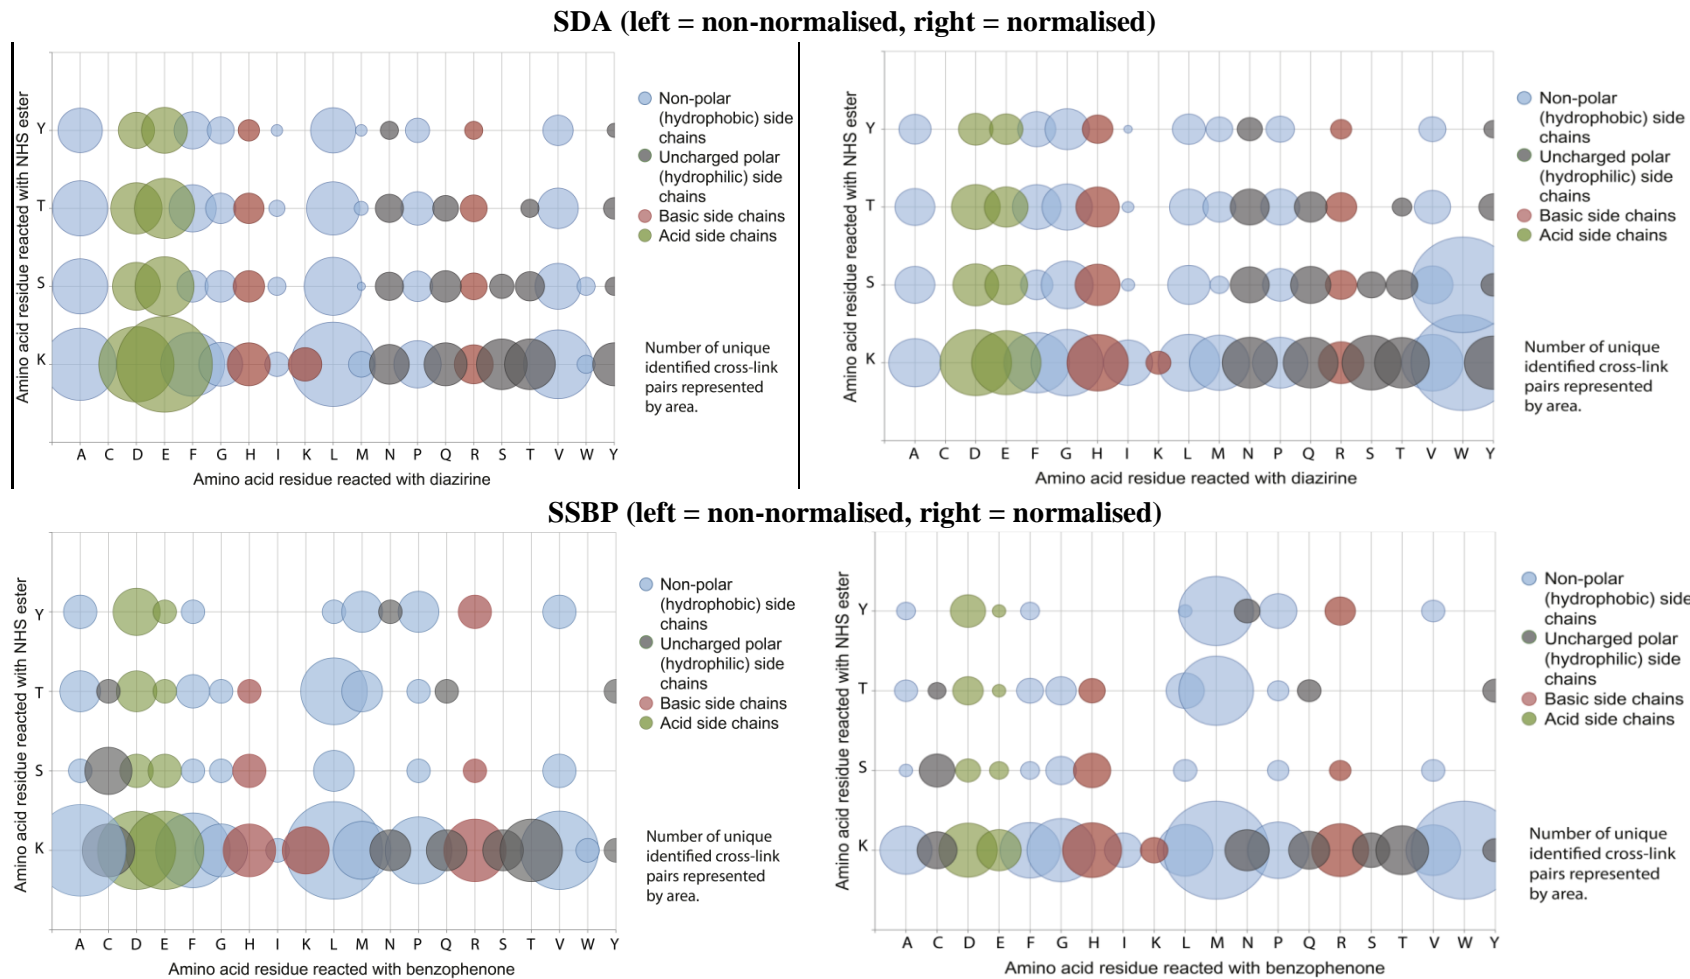 SDA (left = non-normalised, right = normalised)
Amino acid residue reacted with NHS ester
Y
T
S
K
A C D E F G H I K L M N P Q R S T V W Y
Amino acid residue reacted with diazirine
Non-polar
(hydrophobic) side
chains
Uncharged polar
(hydrophilic) side
chains
Basic side chains
Acid side chains
Number of unique
identified cross-link
pairs represented
by area.
Amino acid residue reacted with NHS ester
Y
T
S
K
A C D E F G H I K L M N P Q R S T V W Y
Amino acid residue reacted with diazirine
Non-polar
(hydrophobic) side
chains
Uncharged polar
(hydrophilic) side
chains
Basic side chains
Acid side chains
Number of unique
identified cross-link
pairs represented
by area.
SSBP (left = non-normalised, right = normalised)
Amino acid residue reacted with NHS ester
Y
T
S
K
A C D E F G H I K L M N P Q R S T V W Y
Amino acid residue reacted with benzophenone
Non-polar
(hydrophobic) side
chains
Uncharged polar
(hydrophilic) side
chains
Basic side chains
Acid side chains
Number of unique
identified cross-link
pairs represented
by area.
Amino acid residue reacted with NHS ester
Y
T
S
K
A C D E F G H I K L M N P Q R S T V W Y
Amino acid residue reacted with benzophenone
Non-polar
(hydrophobic) side
chains
Uncharged polar
(hydrophilic) side
chains
Basic side chains
Acid side chains
Number of unique
identified cross-link
pairs represented
by area.